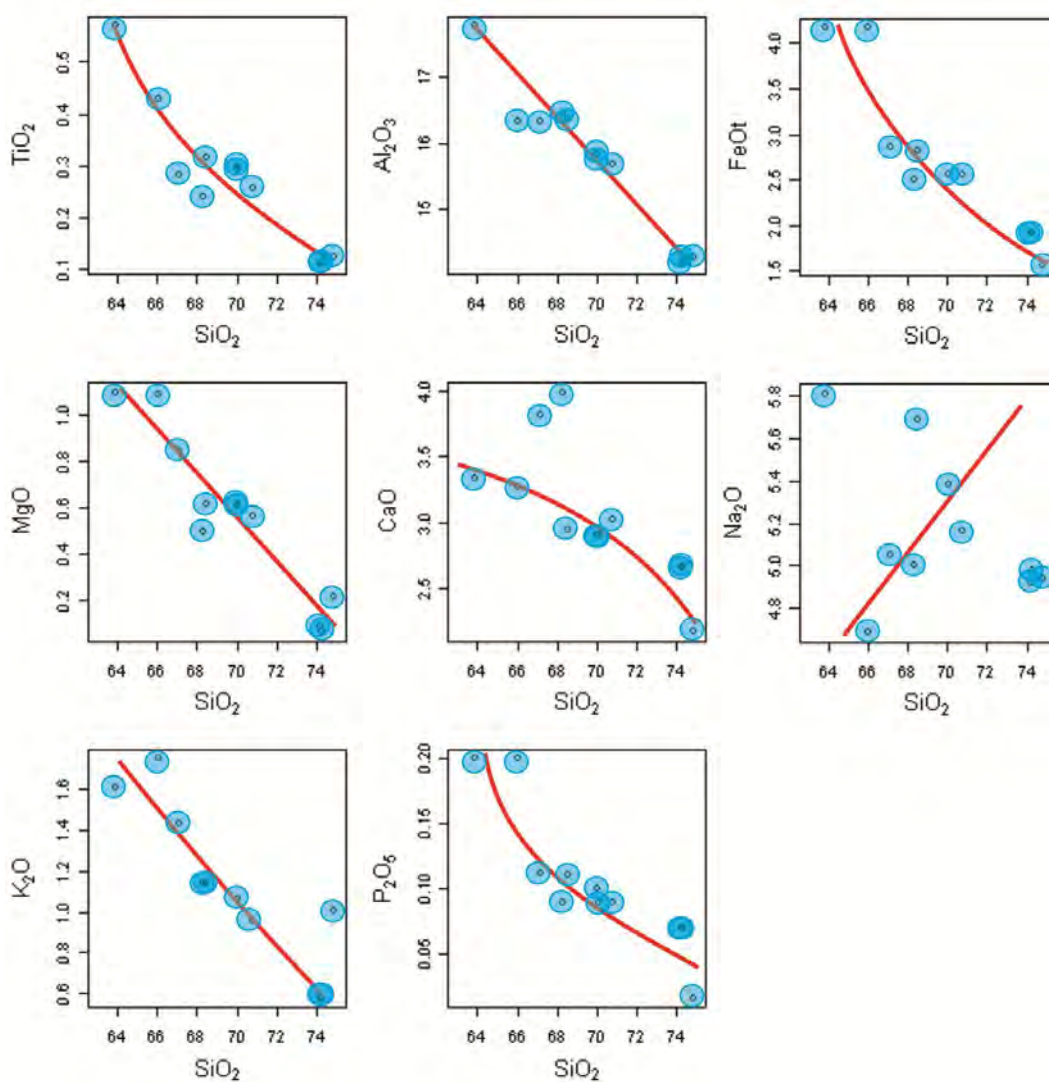 TiO₂
0.1 0.2 0.3 0.4 0.5
64 66 68 70 72 74
SiO₂
Al₂O₃
15 16 17
64 66 68 70 72 74
SiO₂
FeOt
1.5 2.0 2.5 3.0 3.5 4.0
64 66 68 70 72 74
SiO₂
MgO
0.2 0.4 0.6 0.8 1.0
64 66 68 70 72 74
SiO₂
CaO
2.5 3.0 3.5 4.0
64 66 68 70 72 74
SiO₂
Na₂O
4.8 5.0 5.2 5.4 5.6 5.8
64 66 68 70 72 74
SiO₂
K₂O
0.6 0.8 1.0 1.2 1.4 1.6
64 66 68 70 72 74
SiO₂
P₂O₅
0.05 0.10 0.15 0.20
64 66 68 70 72 74
SiO₂